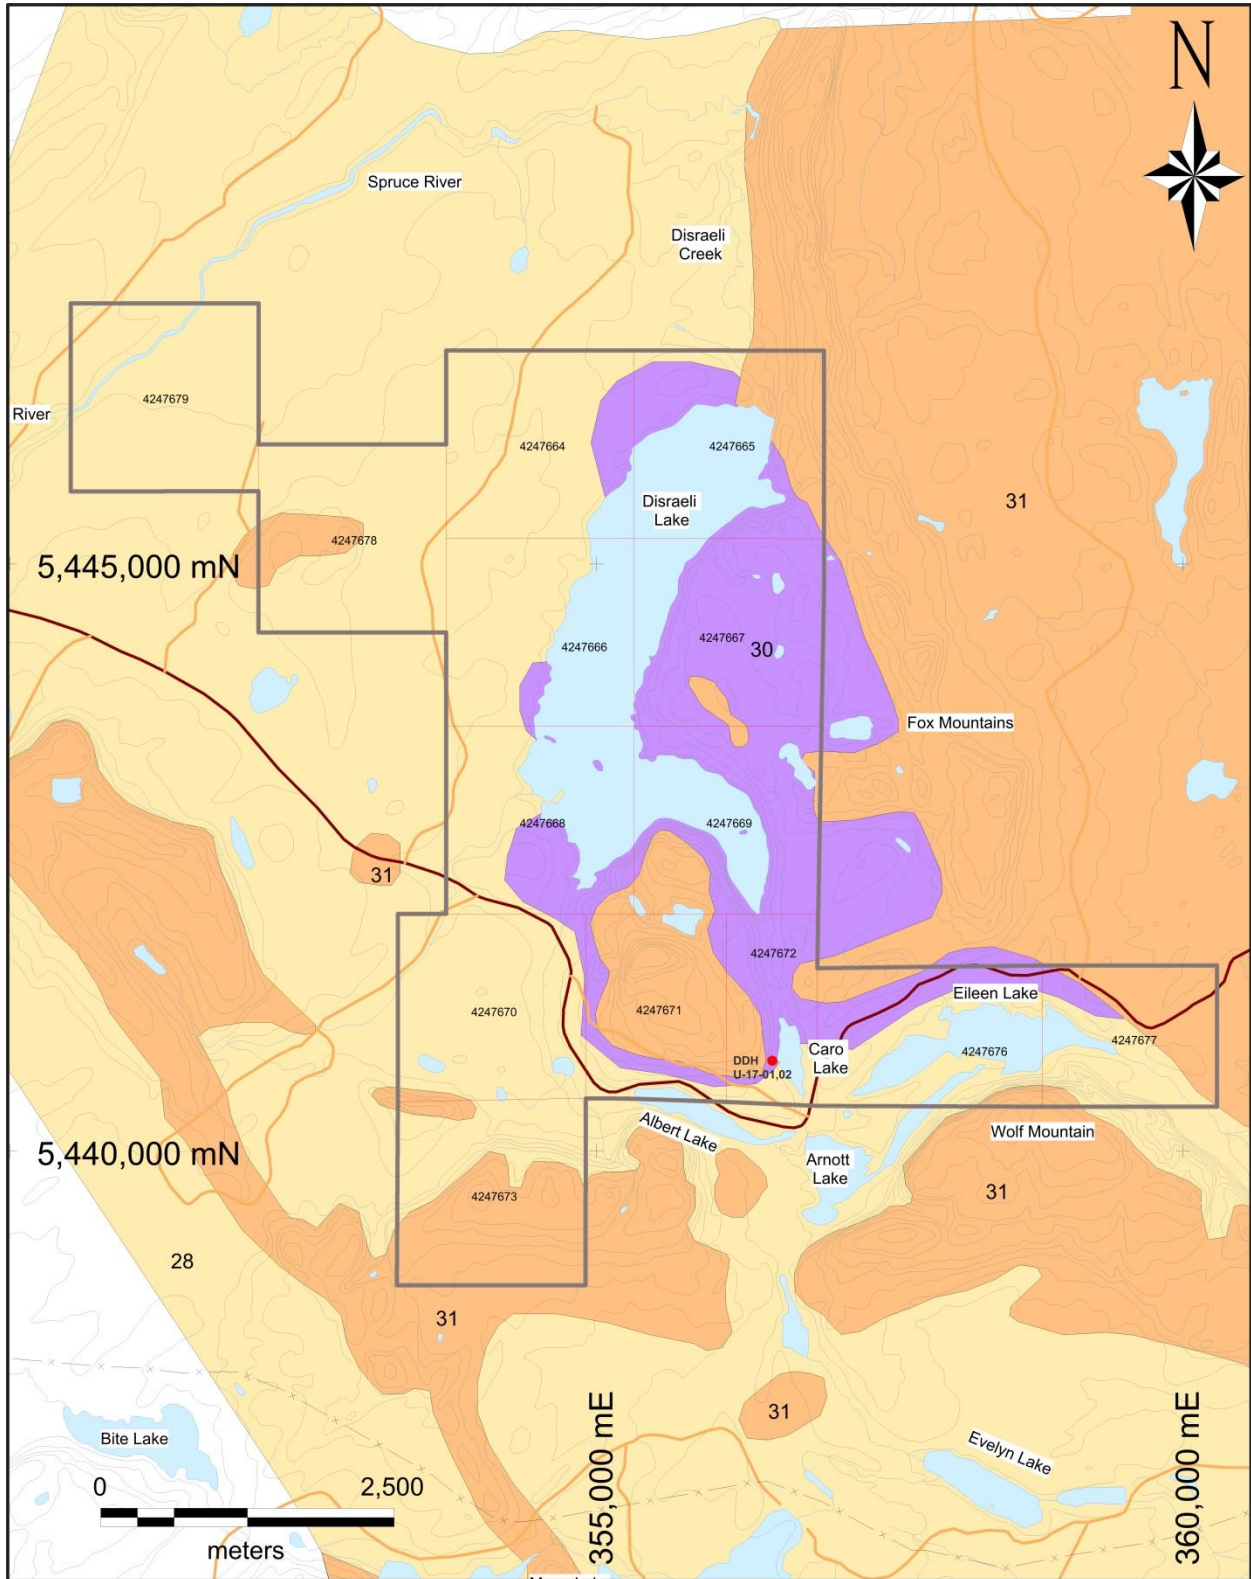 N
Spruce River
Disraeli
Creek
4247679
River
4247664
4247665
Disraeli
Lake
31
4247678
5,445,000 mN
4247666
4247667
30
Fox Mountains
4247668
4247669
31
4247672
4247670
4247671
Eileen Lake
4247677
4247676
Caro
Lake
DDH
U-17-01,02
Albert Lake
Wolf Mountain
5,440,000 mN
Arnott
Lake
4247673
31
28
31
31
Bite Lake
Evelyn Lake
355,000 mE
360,000 mE
0
2,500
meters